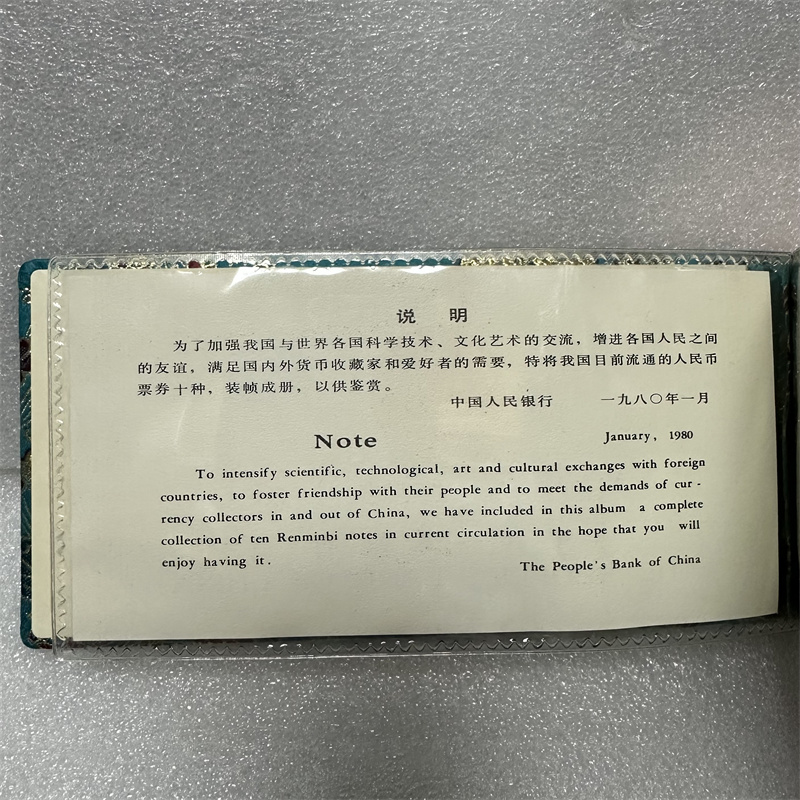 说 明
为了加强我国与世界各国科学技术、文化艺术的交流，增进各国人民之间
的友谊，满足国内外货币收藏家和爱好者的需要，特将我国目前流通的人民币
票券十种，装帧成册，以供鉴赏。
中国人民银行 一九八〇年一月
Note January, 1980
To intensify scientific, technological, art and cultural exchanges with foreign
countries, to foster friendship with their people and to meet the demands of cur-
rency collectors in and out of China, we have included in this album a complete
collection of ten Renminbi notes in current circulation in the hope that you will
enjoy having it.
The People's Bank of China